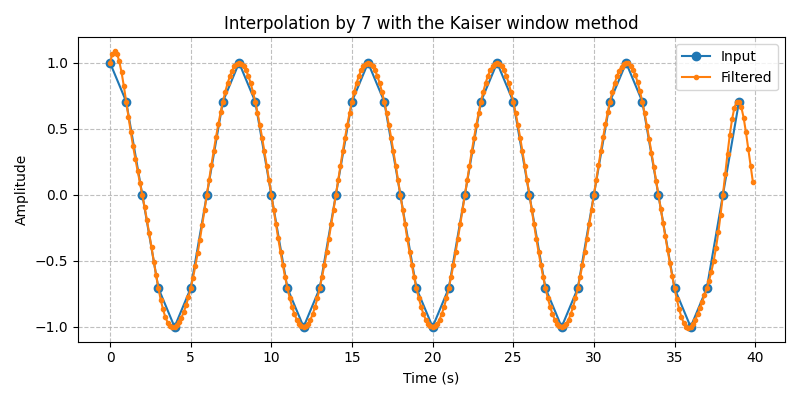 Interpolation by 7 with the Kaiser window method
Input
Filtered
Amplitude
1.0
0.5
0.0
−0.5
−1.0
0 5 10 15 20 25 30 35 40
Time (s)